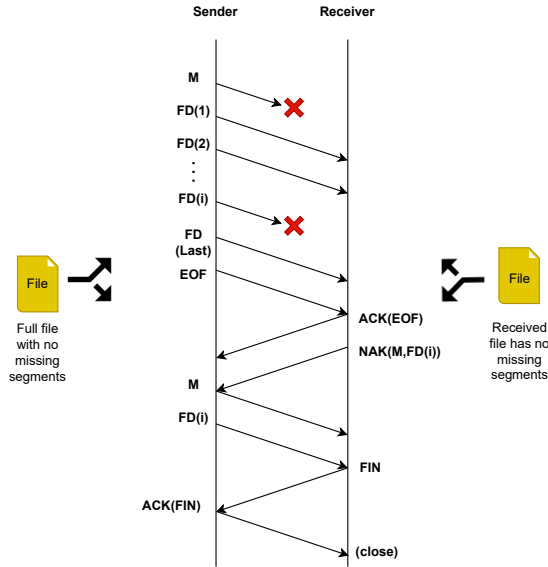 Sender
Receiver
M
FD(1)
FD(2)
FD(i)
FD
(Last)
EOF
File
Full file
with no
missing
segments
File
Received
file has no
missing
segments
ACK(EOF)
NAK(M,FD(i))
M
FD(i)
FIN
ACK(FIN)
(close)